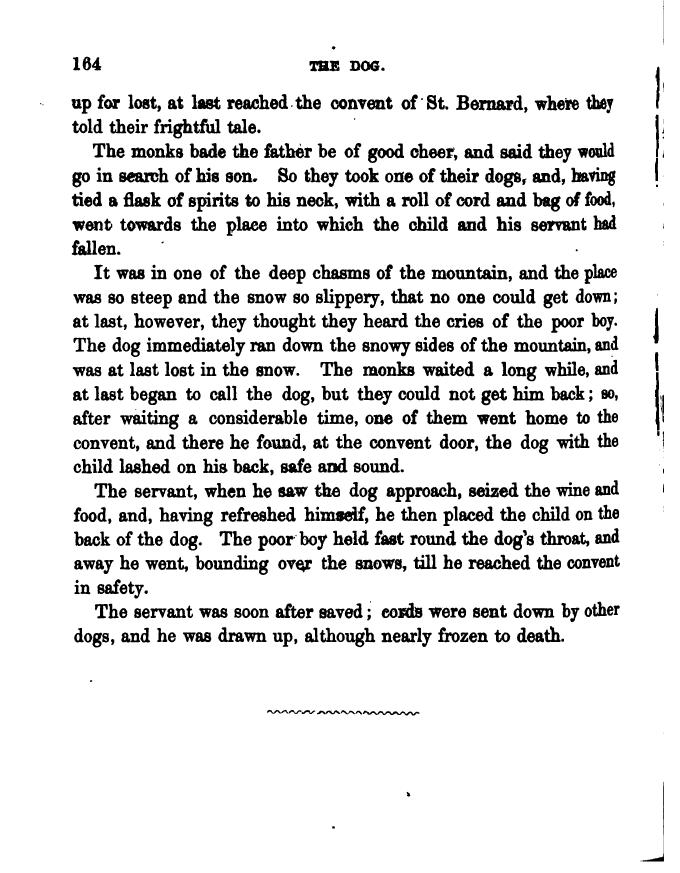 164 THE DOG.
up for lost, at last reached the convent of St. Bernard, where they
told their frightful tale.
The monks bade the father be of good cheer, and said they would
go in search of his son. So they took one of their dogs, and, having
tied a flask of spirits to his neck, with a roll of cord and bag of food,
went towards the place into which the child and his servant had
fallen.
It was in one of the deep chasms of the mountain, and the place
was so steep and the snow so slippery, that no one could get down;
at last, however, they thought they heard the cries of the poor boy.
The dog immediately ran down the snowy sides of the mountain, and
was at last lost in the snow. The monks waited a long while, and
at last began to call the dog, but they could not get him back; so,
after waiting a considerable time, one of them went home to the
convent, and there he found, at the convent door, the dog with the
child lashed on his back, safe and sound.
The servant, when he saw the dog approach, seized the wine and
food, and, having refreshed himself, he then placed the child on the
back of the dog. The poor boy held fast round the dog's throat, and
away he went, bounding over the snows, till he reached the convent
in safety.
The servant was soon after saved; cords were sent down by other
dogs, and he was drawn up, although nearly frozen to death.